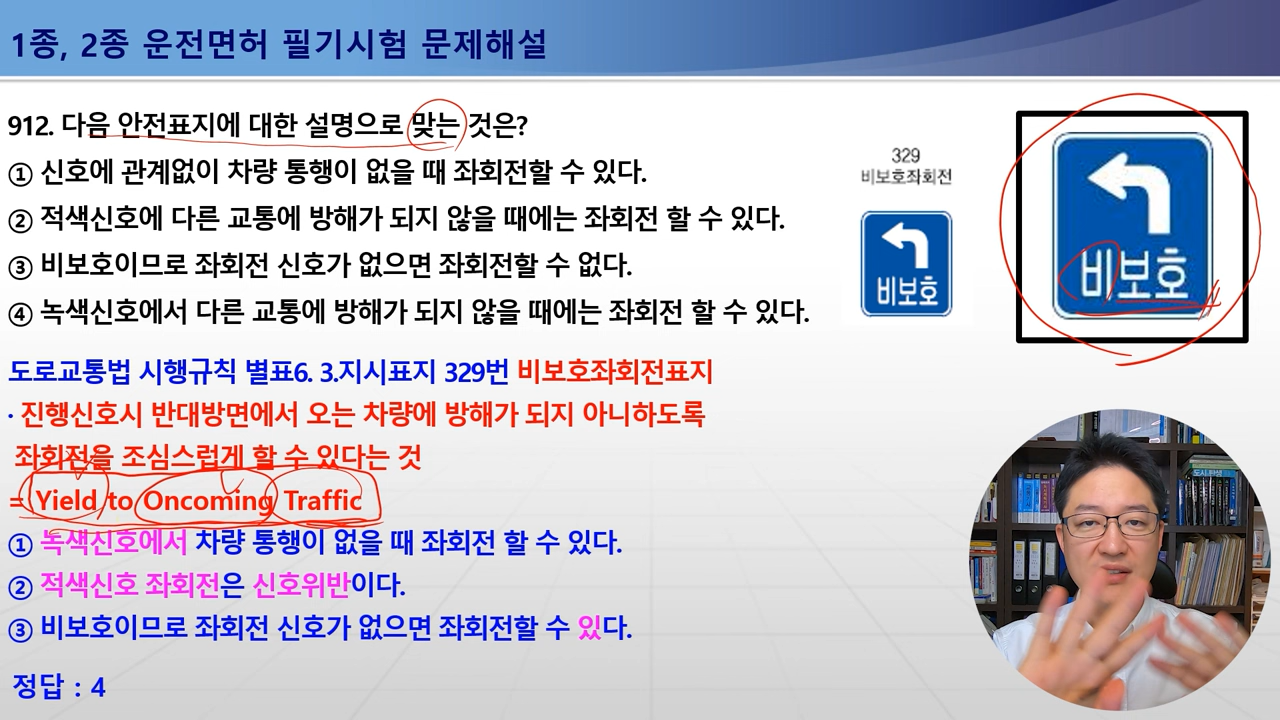 1종, 2종 운전면허 필기시험 문제해설
912. 다음 안전표지에 대한 설명으로 맞는 것은?
① 신호에 관계없이 차량 통행이 없을 때 좌회전할 수 있다.
② 적색신호에 다른 교통에 방해가 되지 않을 때에는 좌회전 할 수 있다.
③ 비보호이므로 좌회전 신호가 없으면 좌회전할 수 없다.
④ 녹색신호에서 다른 교통에 방해가 되지 않을 때에는 좌회전 할 수 있다.
329
비보호좌회전
비보호
비보호
도로교통법 시행규칙 별표6. 3.지시표지 329번 비보호좌회전표지
· 진행신호시 반대방면에서 오는 차량에 방해가 되지 아니하도록
좌회전을 조심스럽게 할 수 있다는 것
= Yield to Oncoming Traffic
① 녹색신호에서 차량 통행이 없을 때 좌회전 할 수 있다.
② 적색신호 좌회전은 신호위반이다.
③ 비보호이므로 좌회전 신호가 없으면 좌회전할 수 있다.
정답 : 4